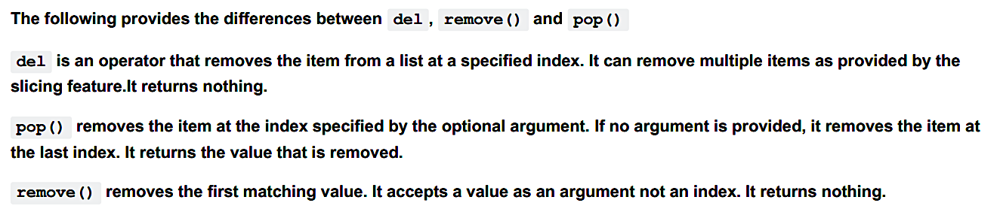 The following provides the differences between del, remove() and pop()
del is an operator that removes the item from a list at a specified index. It can remove multiple items as provided by the
slicing feature.It returns nothing.
pop() removes the item at the index specified by the optional argument. If no argument is provided, it removes the item at
the last index. It returns the value that is removed.
remove() removes the first matching value. It accepts a value as an argument not an index. It returns nothing.